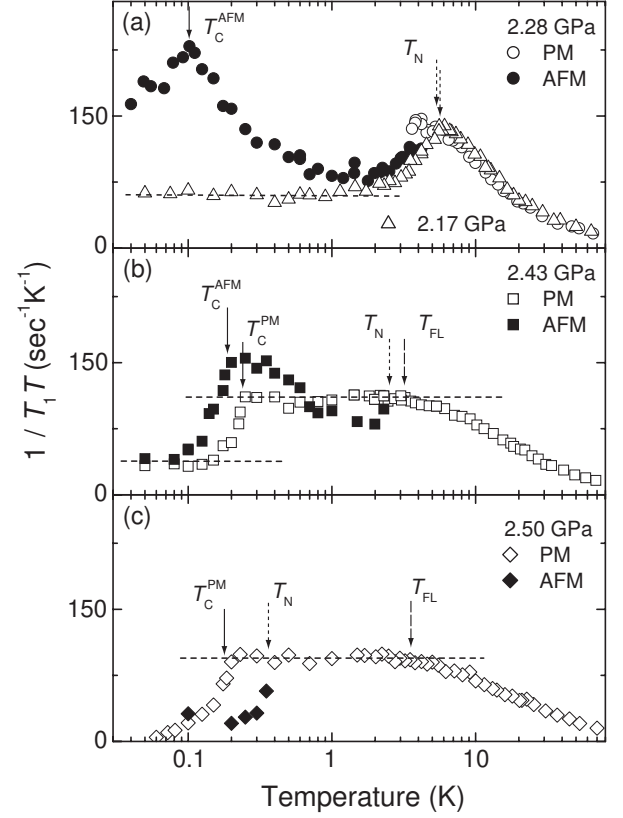 (a)
T_C^AFM
2.28 GPa
T_N
PM
AFM
150
2.17 GPa
0
(b)
2.43 GPa
T_C^AFM
T_C^PM
T_N
T_FL
PM
AFM
150
0
(c)
2.50 GPa
PM
AFM
T_C^PM
T_N
T_FL
150
0
0.1
1
10
Temperature (K)
1 / T₁T (sec⁻¹K⁻¹)